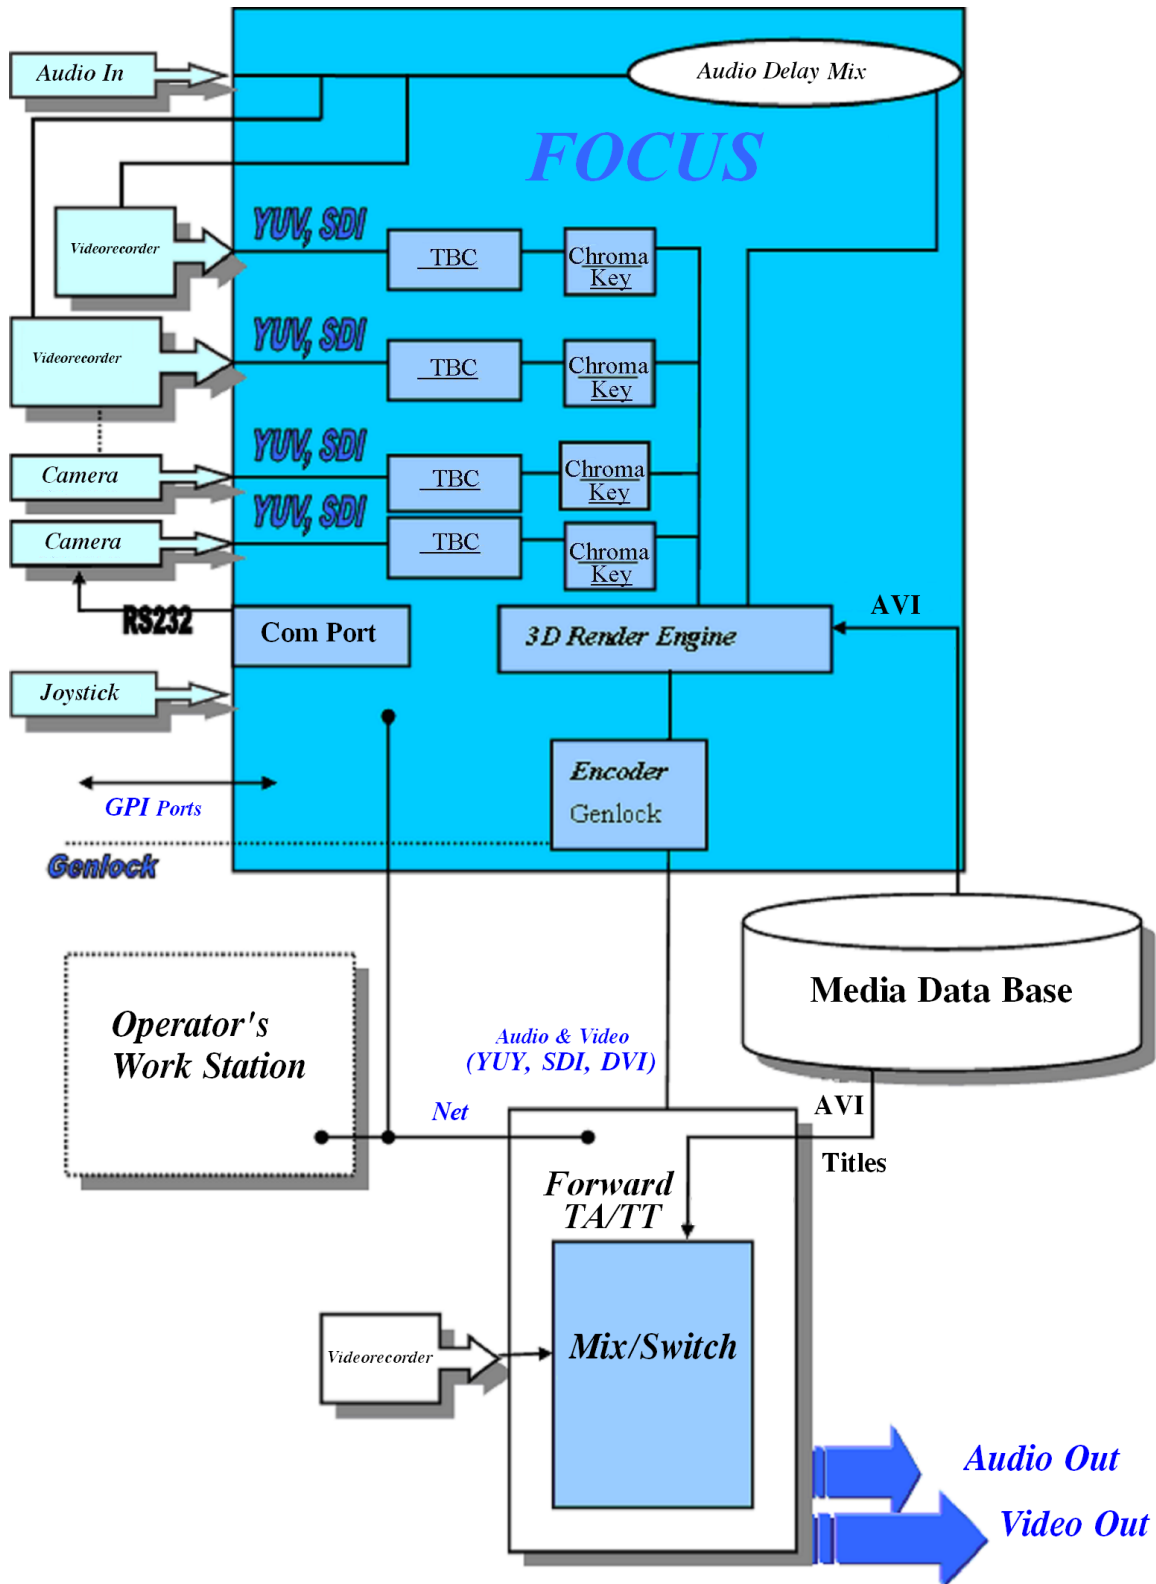 Audio In
Audio Delay Mix
FOCUS
YUV, SDI
Videorecorder
TBC
Chroma
Key
YUV, SDI
Videorecorder
TBC
Chroma
Key
YUV, SDI
Camera
TBC
Chroma
Key
YUV, SDI
Camera
TBC
Chroma
Key
RS232
Com Port
3D Render Engine
AVI
Joystick
GPI Ports
Encoder
Genlock
Genlock
Media Data Base
Operator's
Work Station
Audio & Video
(YUY, SDI, DVI)
Net
AVI
Titles
Forward
TA/TT
Mix/Switch
Videorecorder
Audio Out
Video Out